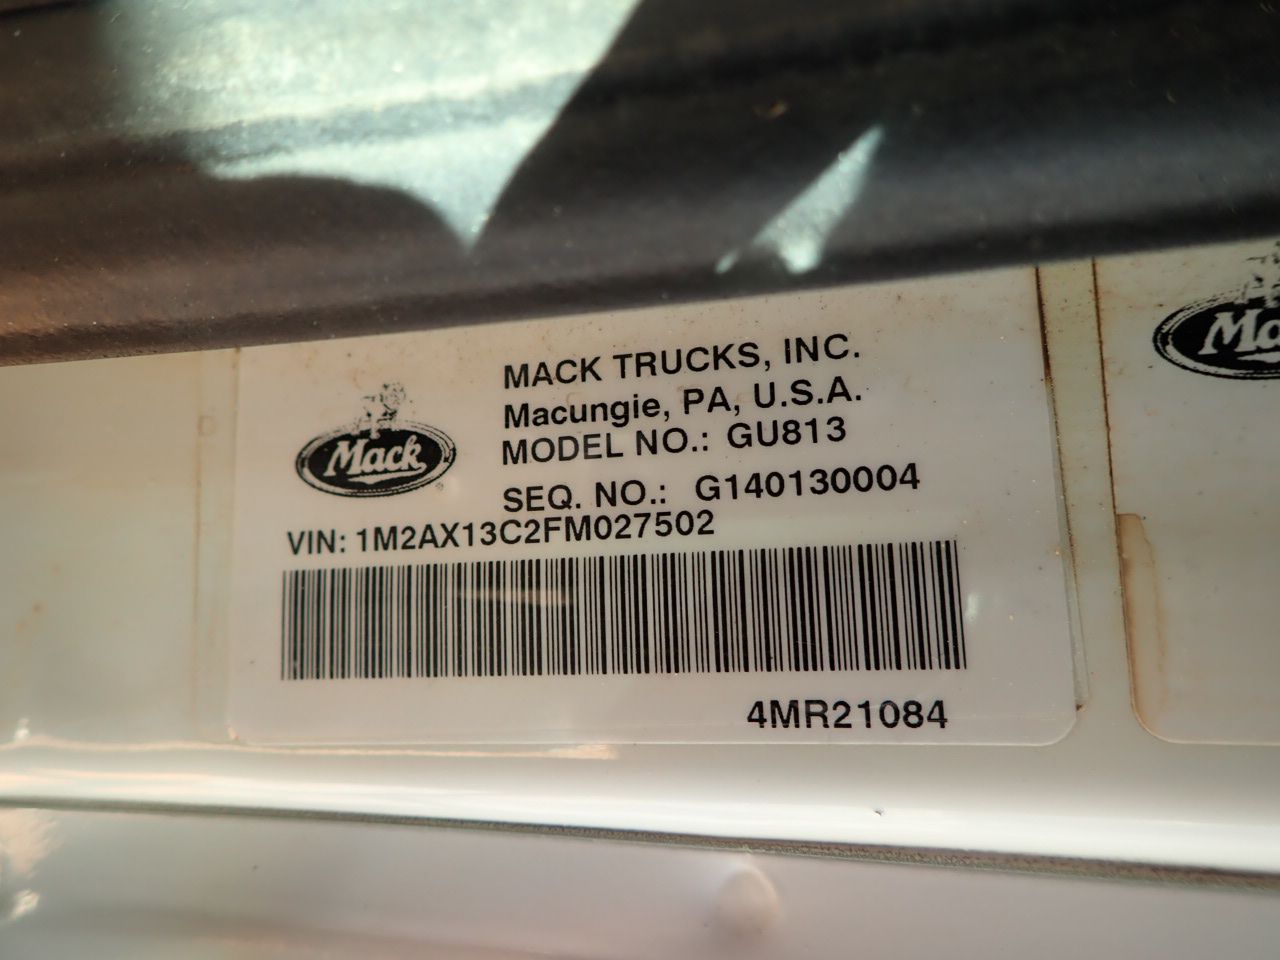 MACK TRUCKS, INC.
Macungie, PA, U.S.A.
MODEL NO.: GU813
SEQ. NO.: G140130004
Mack
VIN: 1M2AX13C2FM027502
4MR21084